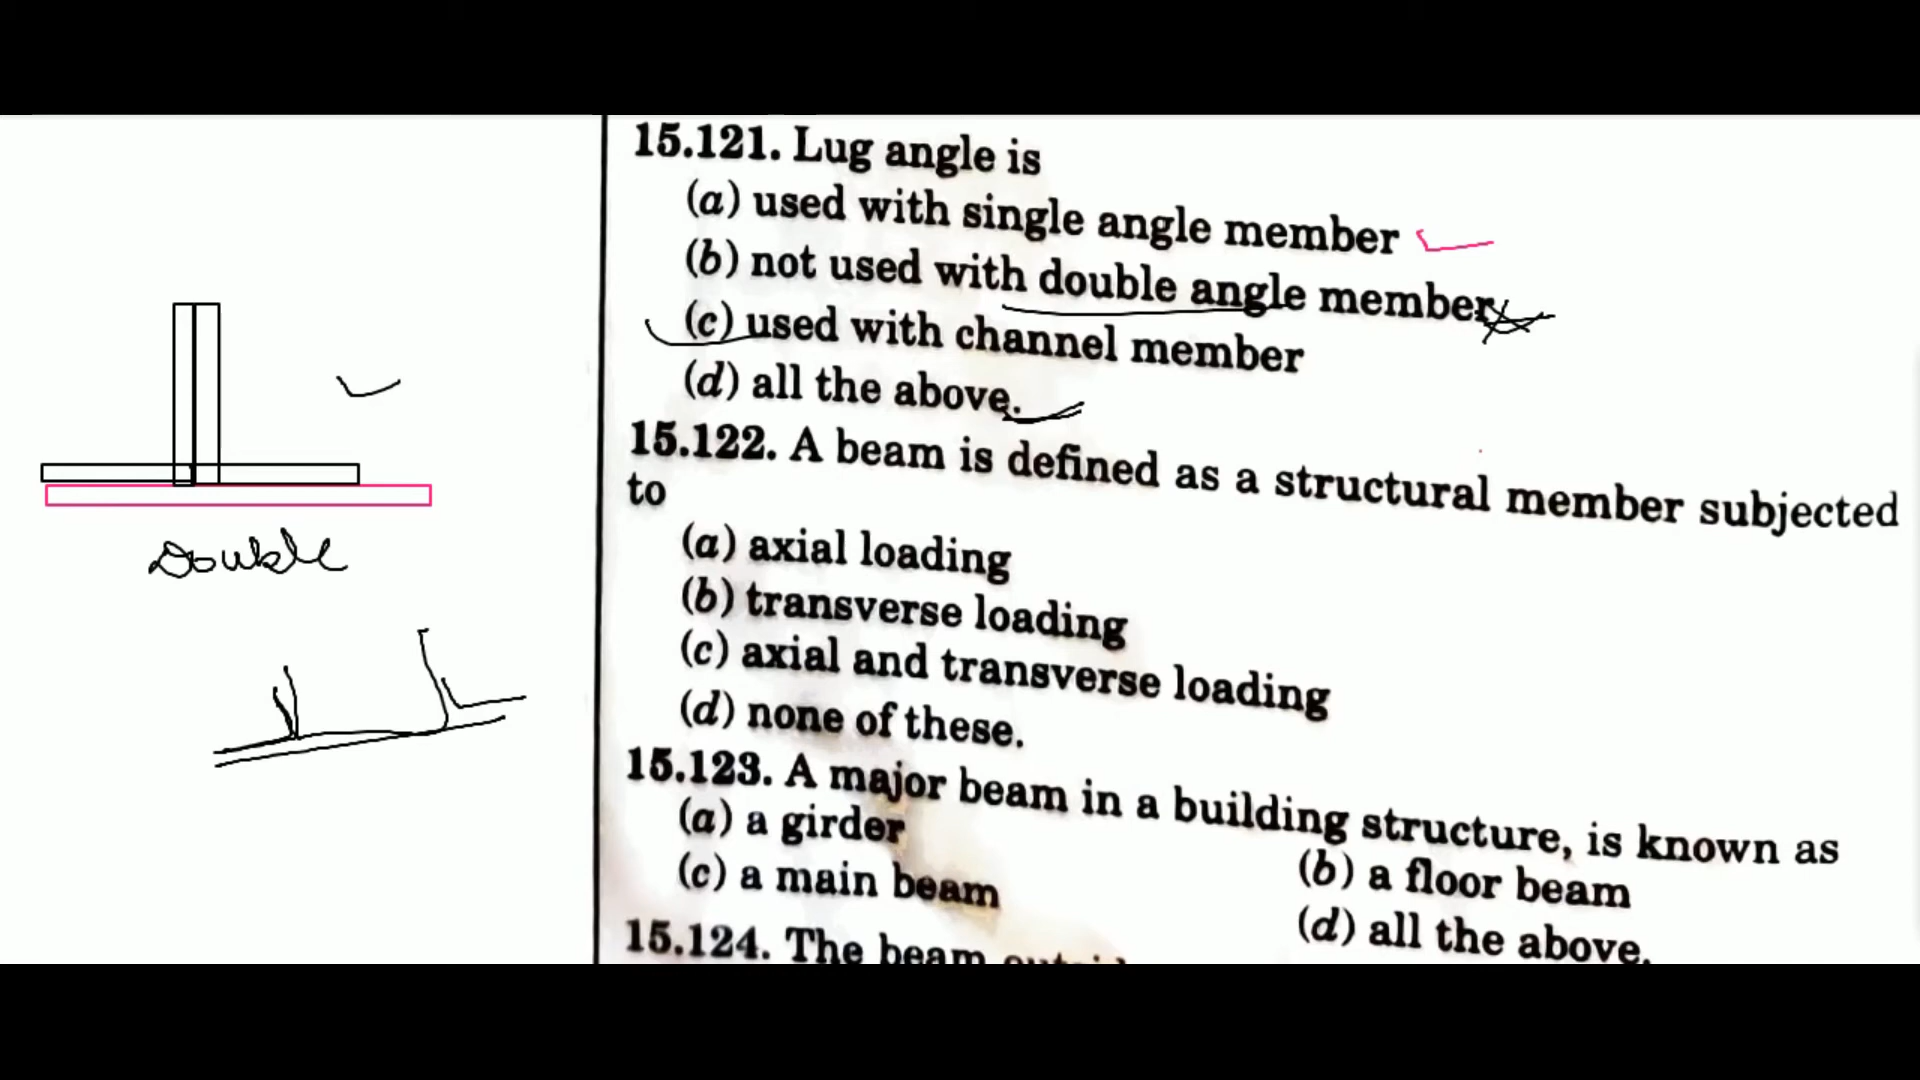 15.121. Lug angle is
(a) used with single angle member
(b) not used with double angle member
(c) used with channel member
(d) all the above.
15.122. A beam is defined as a structural member subjected
to
(a) axial loading
(b) transverse loading
(c) axial and transverse loading
(d) none of these.
15.123. A major beam in a building structure, is known as
(a) a girder
(b) a floor beam
(c) a main beam
(d) all the above.
15.124. The beam
Double